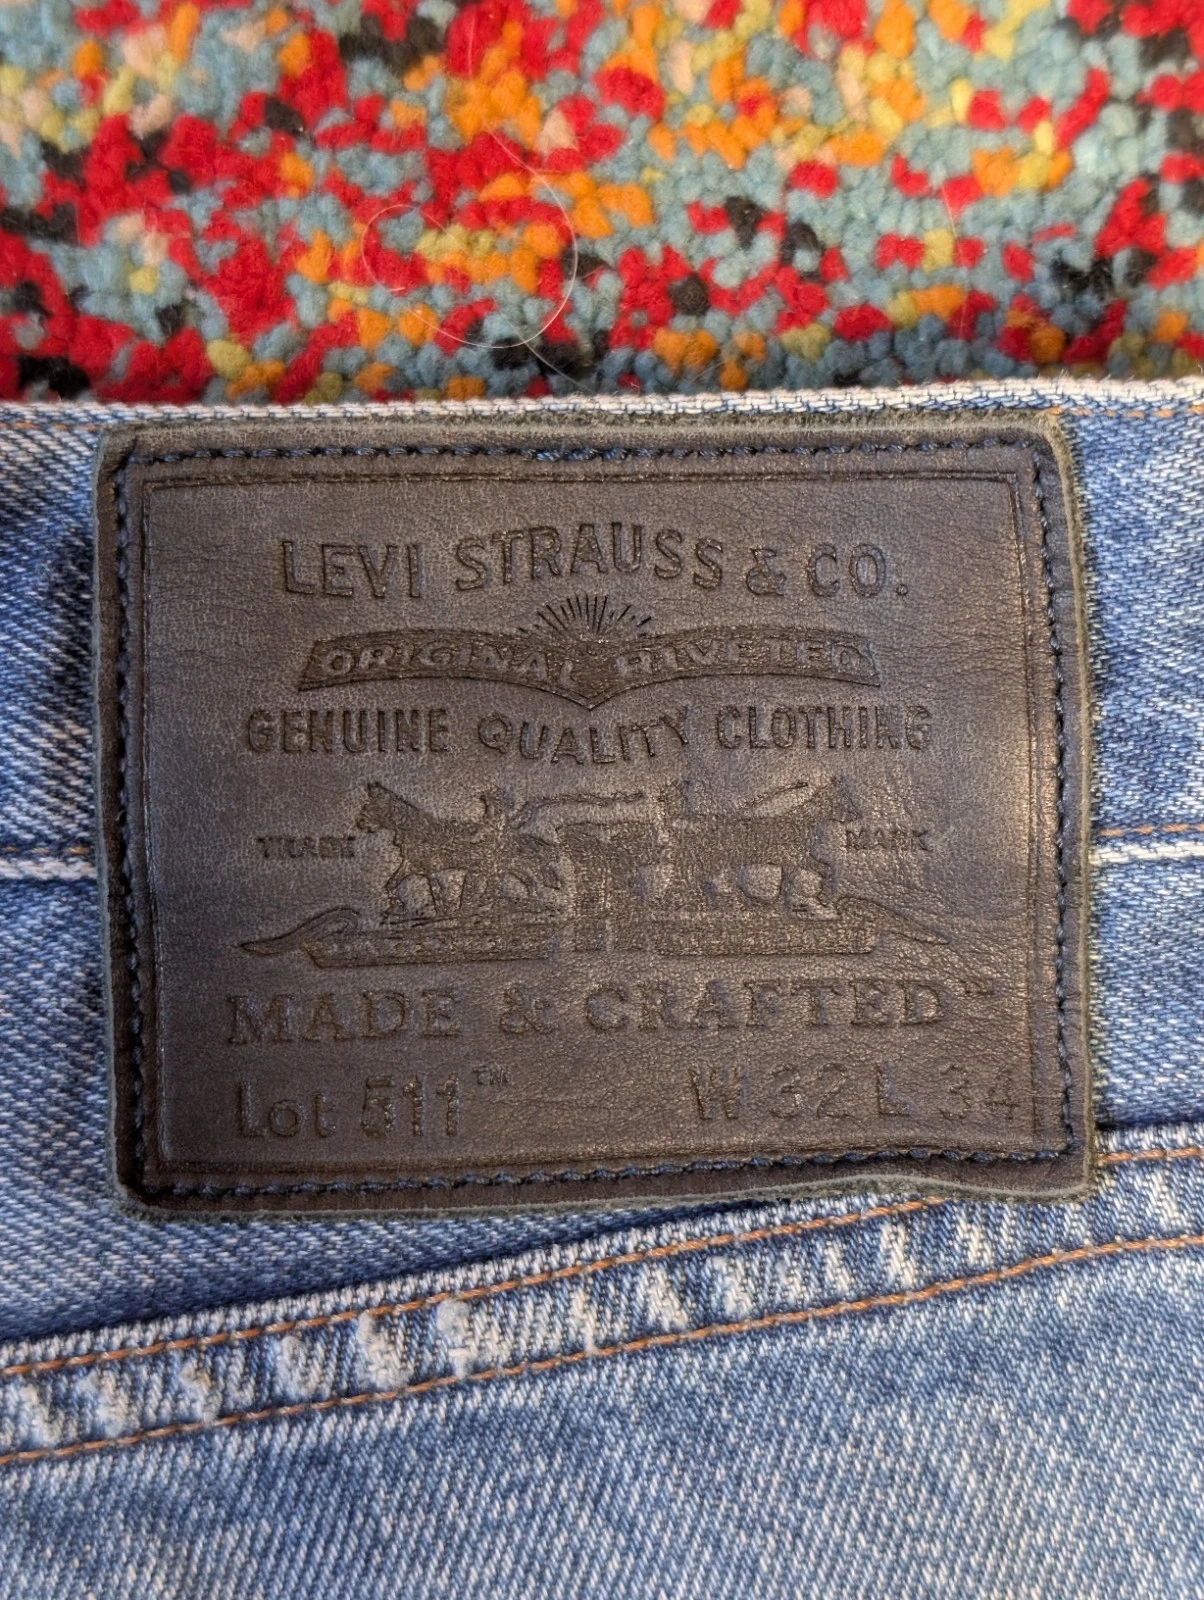 LEVI STRAUSS & CO.
ORIGINAL RIVETED
GENUINE QUALITY CLOTHING
TRADE MARK
MADE & CRAFTED™
Lot 511™ W 32 L 34